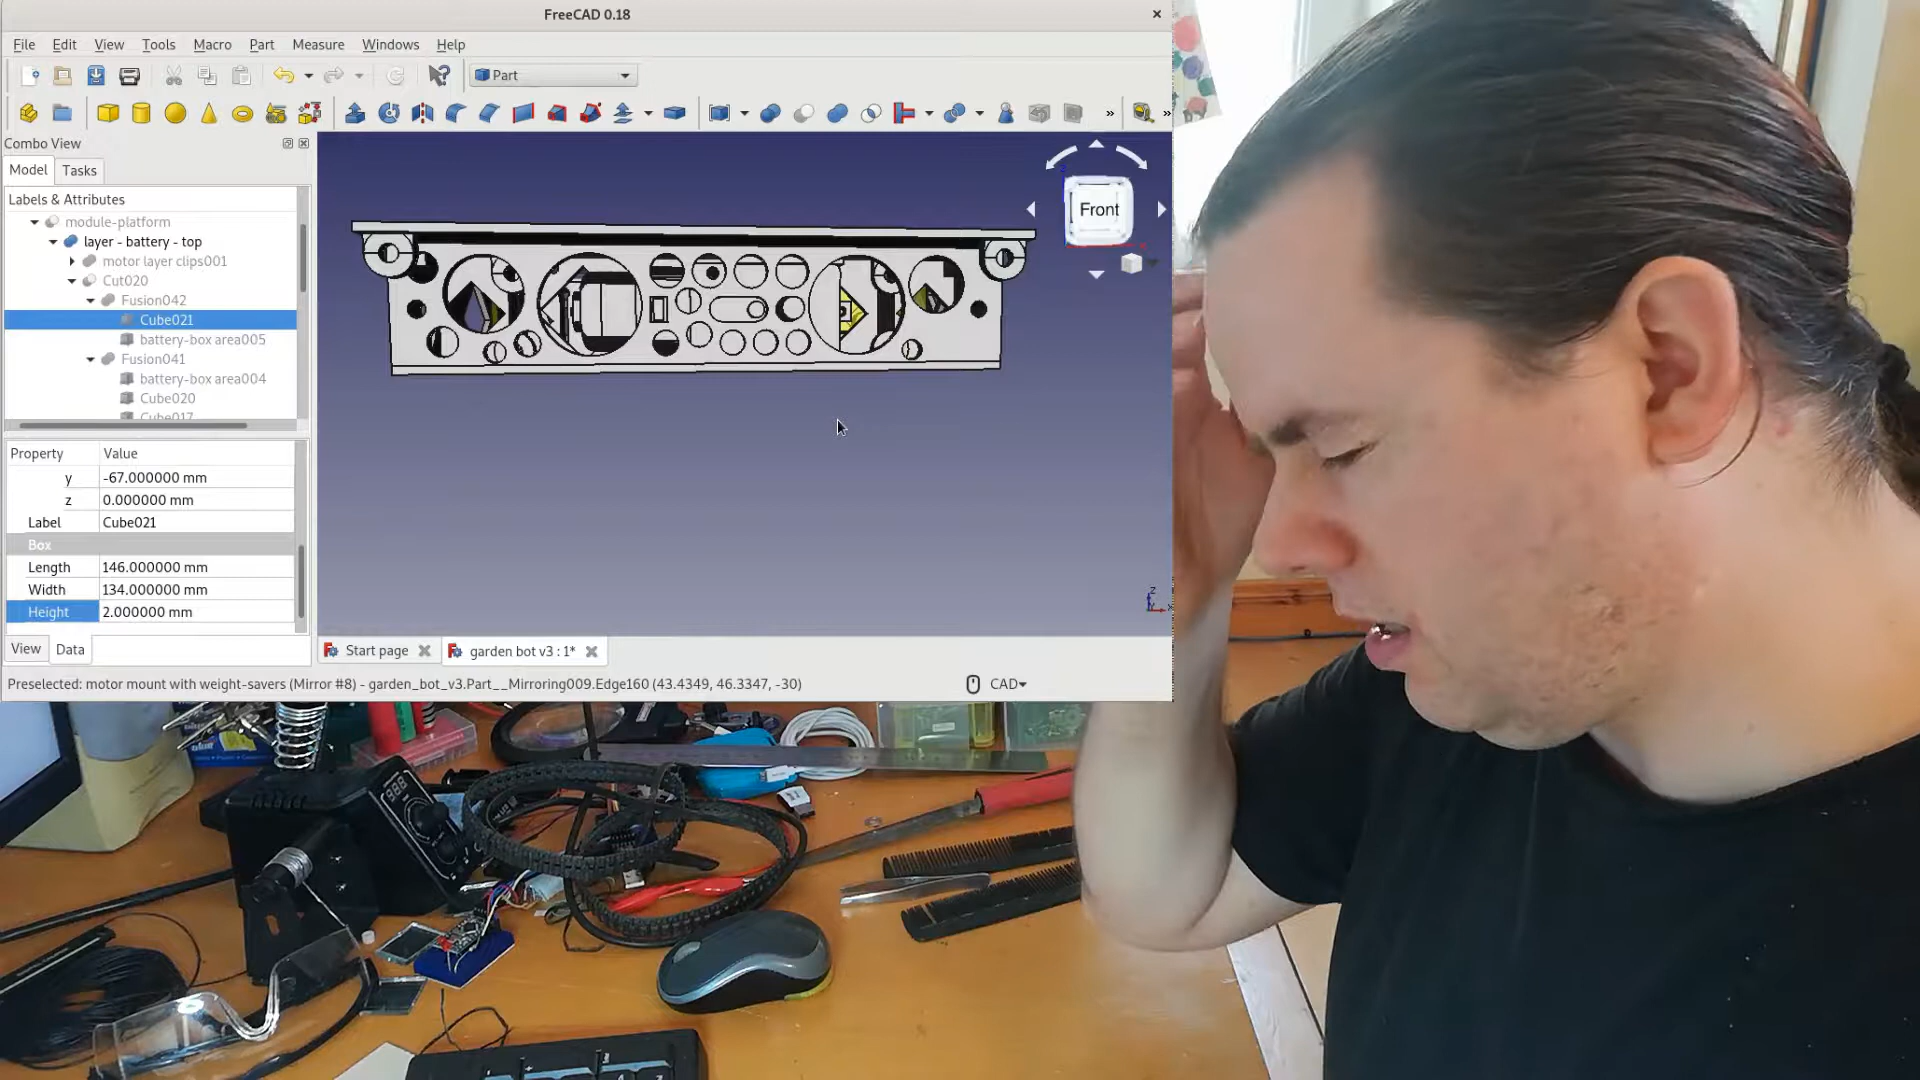 FreeCAD 0.18
File Edit View Tools Macro Part Measure Windows Help
Part
Combo View
Model Tasks
Labels & Attributes
module-platform
layer - battery - top
motor layer clips001
Cut020
Fusion042
Cube021
battery-box area005
Fusion041
battery-box area004
Cube020
Cube017
Property Value
y -67.000000 mm
z 0.000000 mm
Label Cube021
Box
Length 146.000000 mm
Width 134.000000 mm
Height 2.000000 mm
View Data
Front
Z
Start page
garden bot v3 : 1*
Preselected: motor mount with weight-savers (Mirror #8) - garden_bot_v3.Part__Mirroring009.Edge160 (43.4349, 46.3347, -30)
CAD